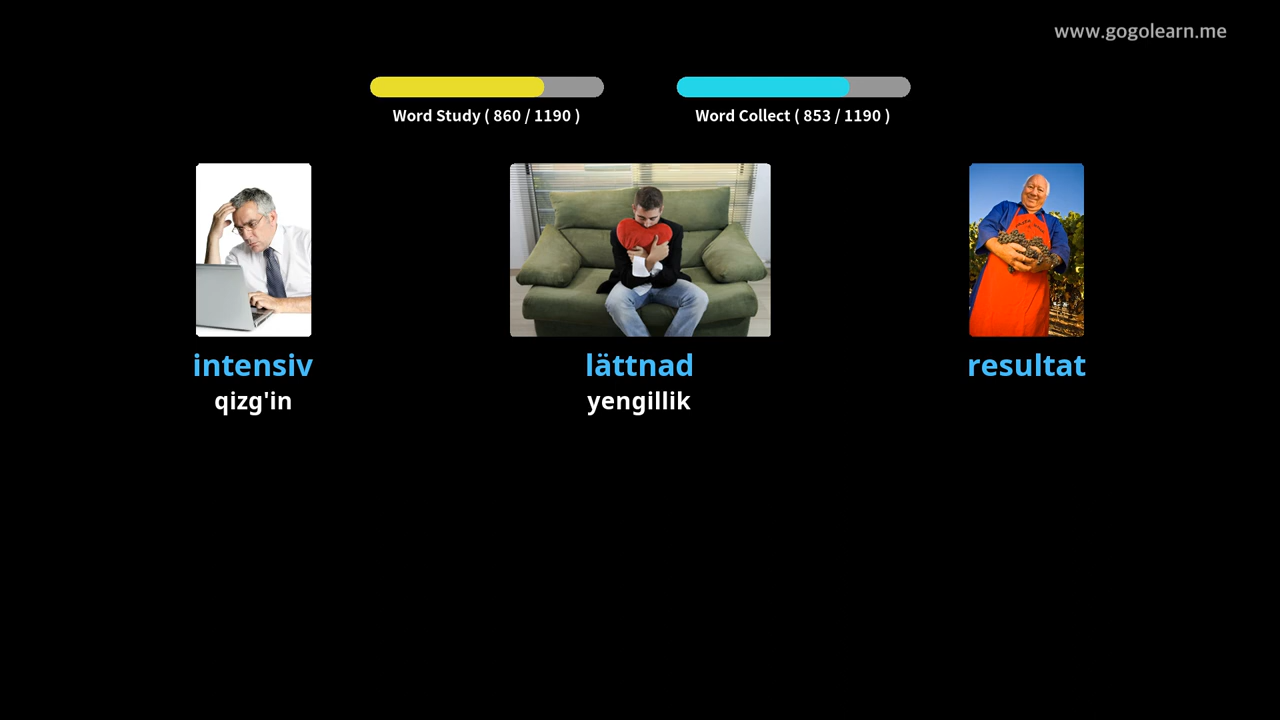 www.gogolearn.me
Word Study ( 860 / 1190 )
Word Collect ( 853 / 1190 )
intensiv
qizg'in
lättnad
yengillik
resultat